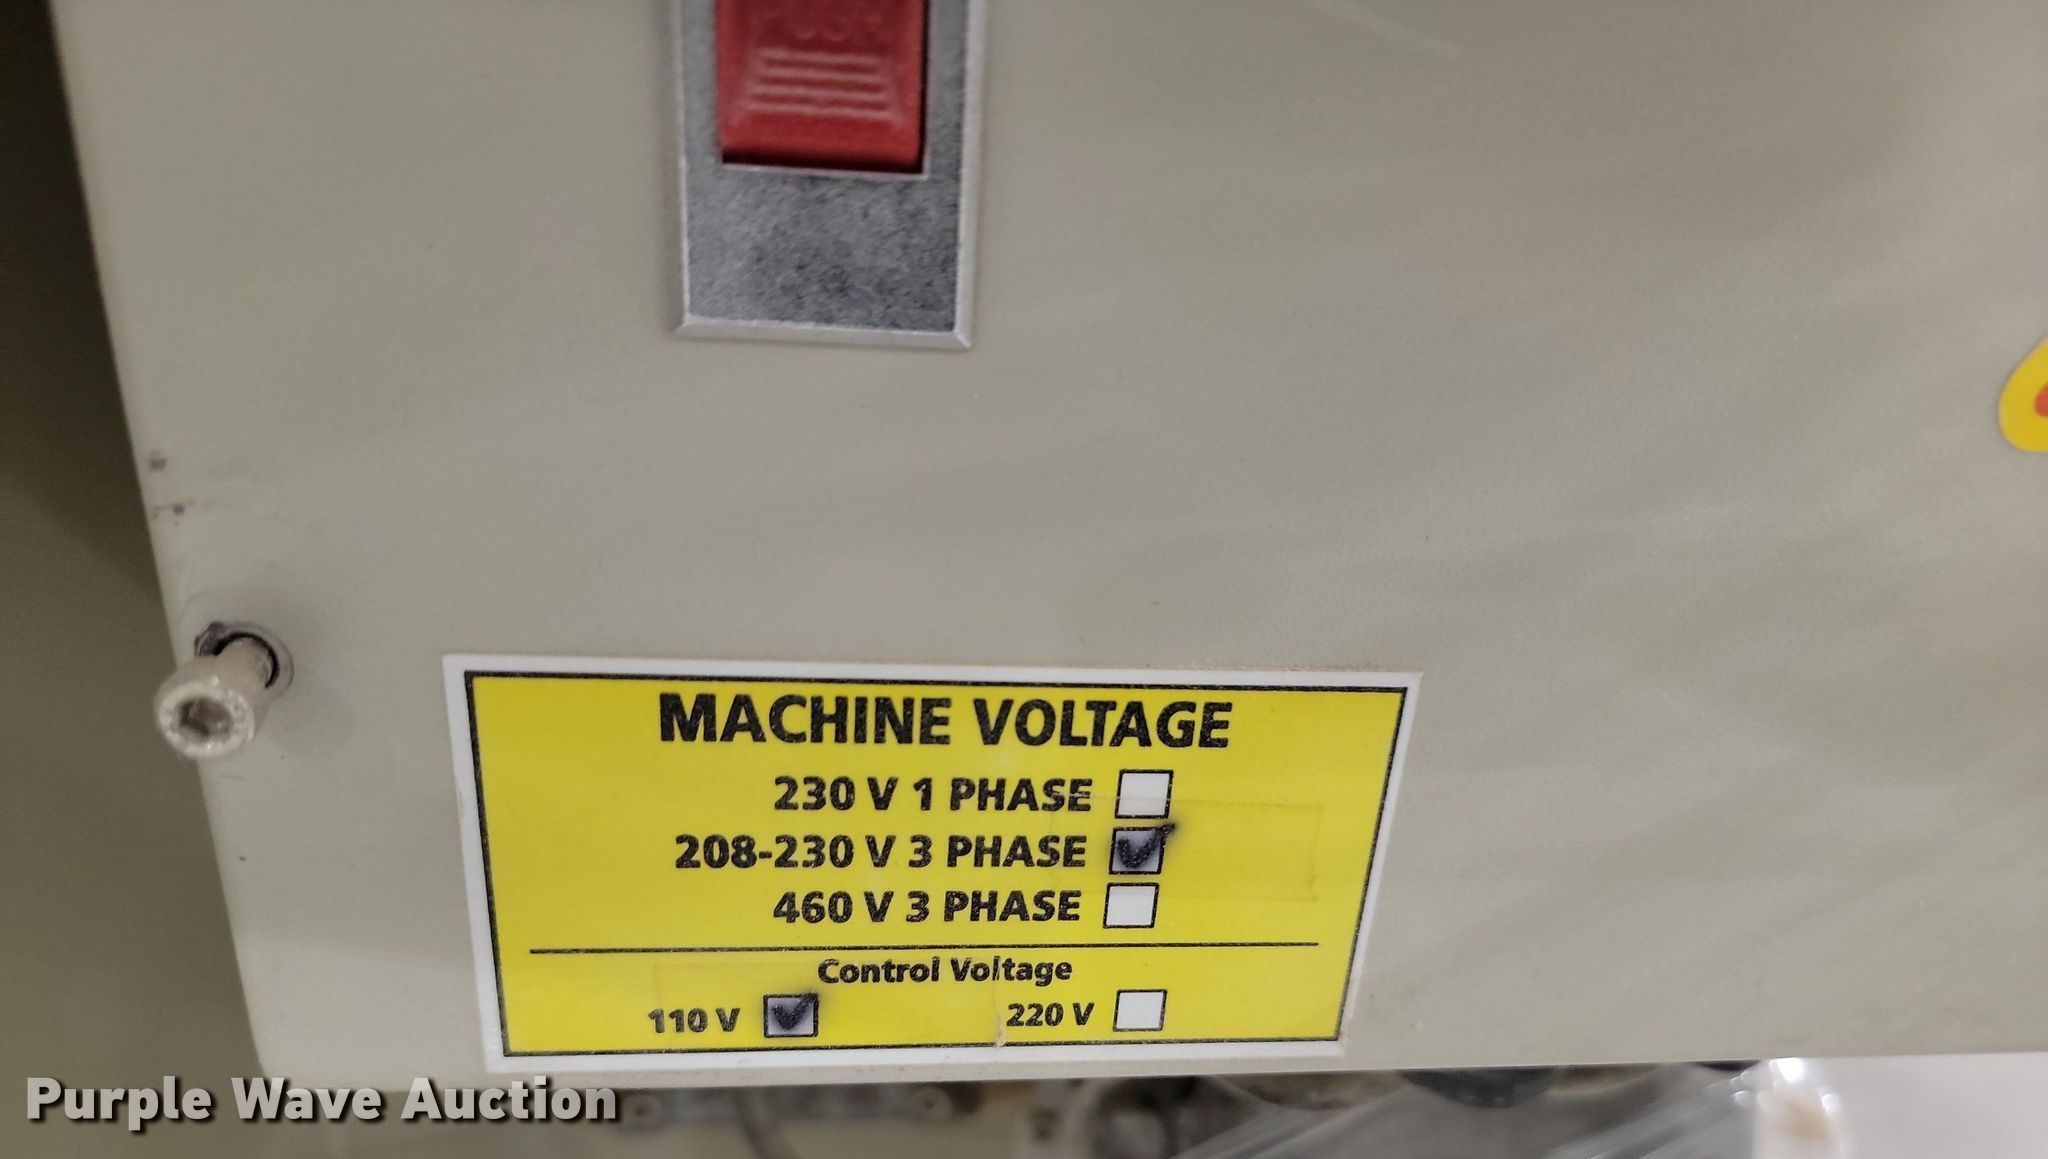 PUSH
MACHINE VOLTAGE
230 V 1 PHASE
208-230 V 3 PHASE
460 V 3 PHASE
Control Voltage
110 V 220 V
Purple Wave Auction